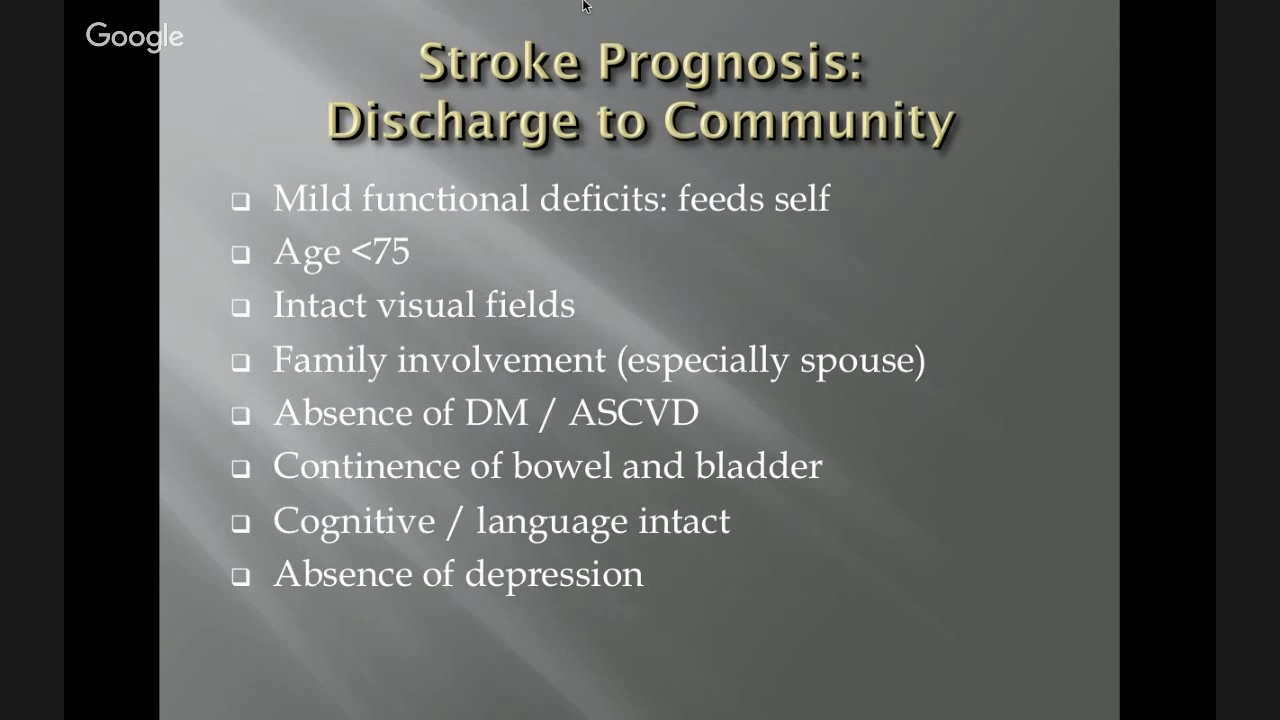 Google
Stroke Prognosis:
Discharge to Community
Mild functional deficits: feeds self
Age <75
Intact visual fields
Family involvement (especially spouse)
Absence of DM / ASCVD
Continence of bowel and bladder
Cognitive / language intact
Absence of depression